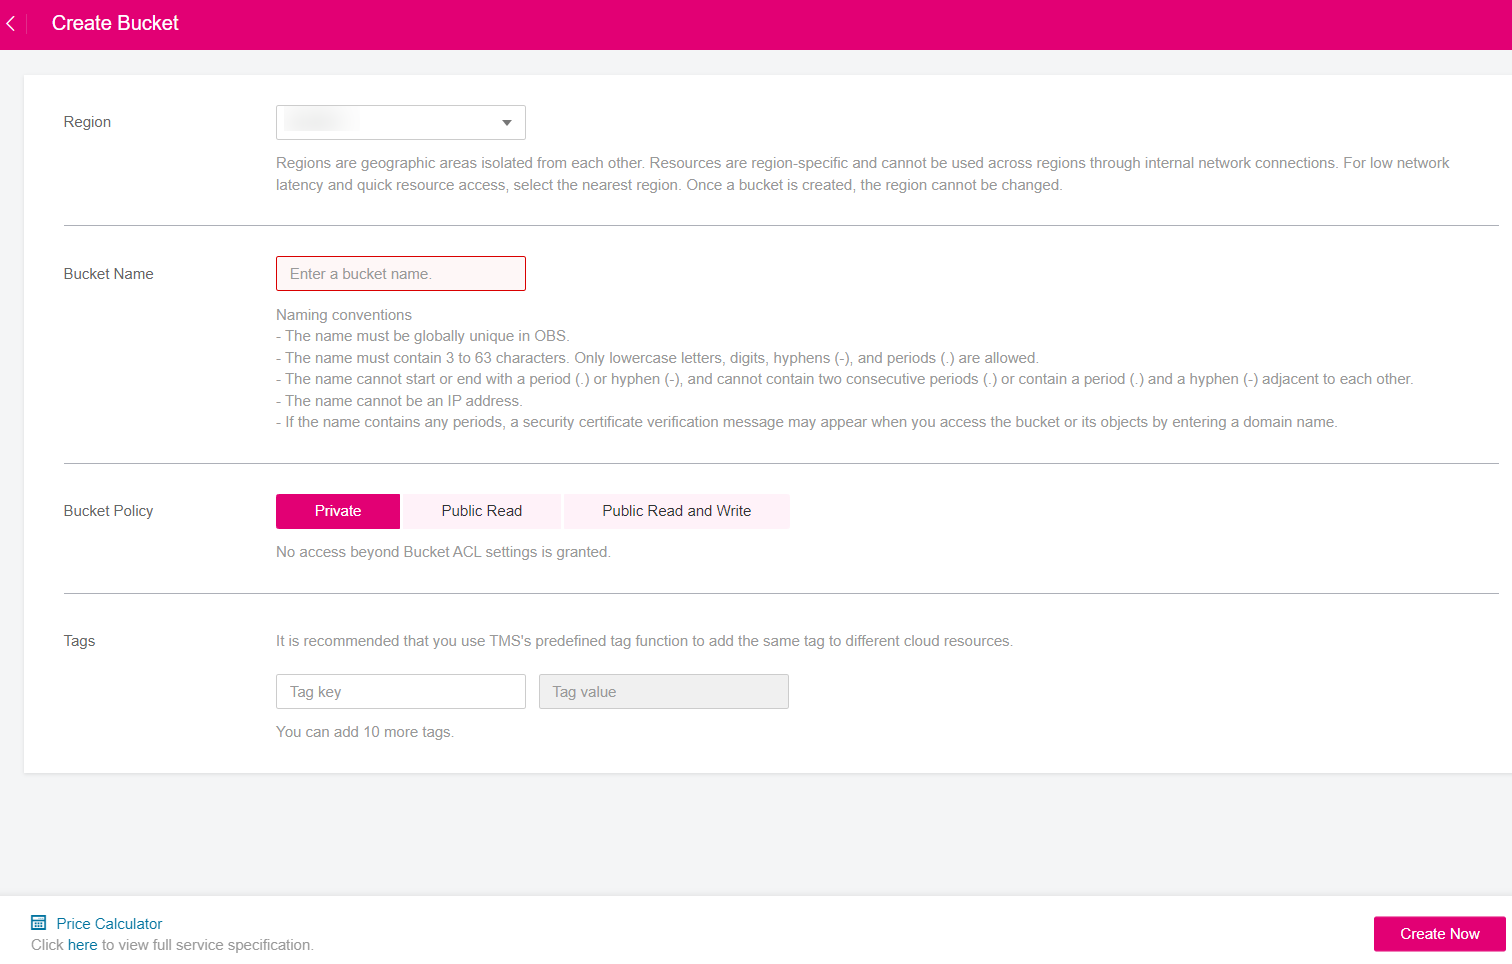 Create Bucket
Region
Regions are geographic areas isolated from each other. Resources are region-specific and cannot be used across regions through internal network connections. For low network
latency and quick resource access, select the nearest region. Once a bucket is created, the region cannot be changed.
Bucket Name
Enter a bucket name.
Naming conventions
- The name must be globally unique in OBS.
- The name must contain 3 to 63 characters. Only lowercase letters, digits, hyphens (-), and periods (.) are allowed.
- The name cannot start or end with a period (.) or hyphen (-), and cannot contain two consecutive periods (.) or contain a period (.) and a hyphen (-) adjacent to each other.
- The name cannot be an IP address.
- If the name contains any periods, a security certificate verification message may appear when you access the bucket or its objects by entering a domain name.
Bucket Policy
Private
Public Read
Public Read and Write
No access beyond Bucket ACL settings is granted.
Tags
It is recommended that you use TMS's predefined tag function to add the same tag to different cloud resources.
Tag key
Tag value
You can add 10 more tags.
Price Calculator
Click here to view full service specification.
Create Now